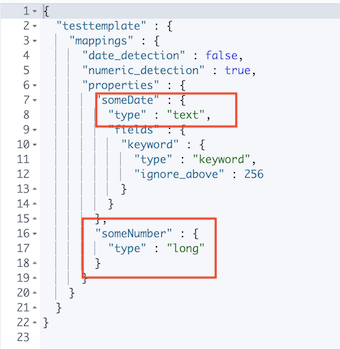 1 {
2 "testtemplate" : {
3 "mappings" : {
4 "date_detection" : false,
5 "numeric_detection" : true,
6 "properties" : {
7 "someDate" : {
8 "type" : "text",
9 "fields" : {
10 "keyword" : {
11 "type" : "keyword",
12 "ignore_above" : 256
13 }
14 }
15 },
16 "someNumber" : {
17 "type" : "long"
18 }
19 }
20 }
21 }
22 }
23